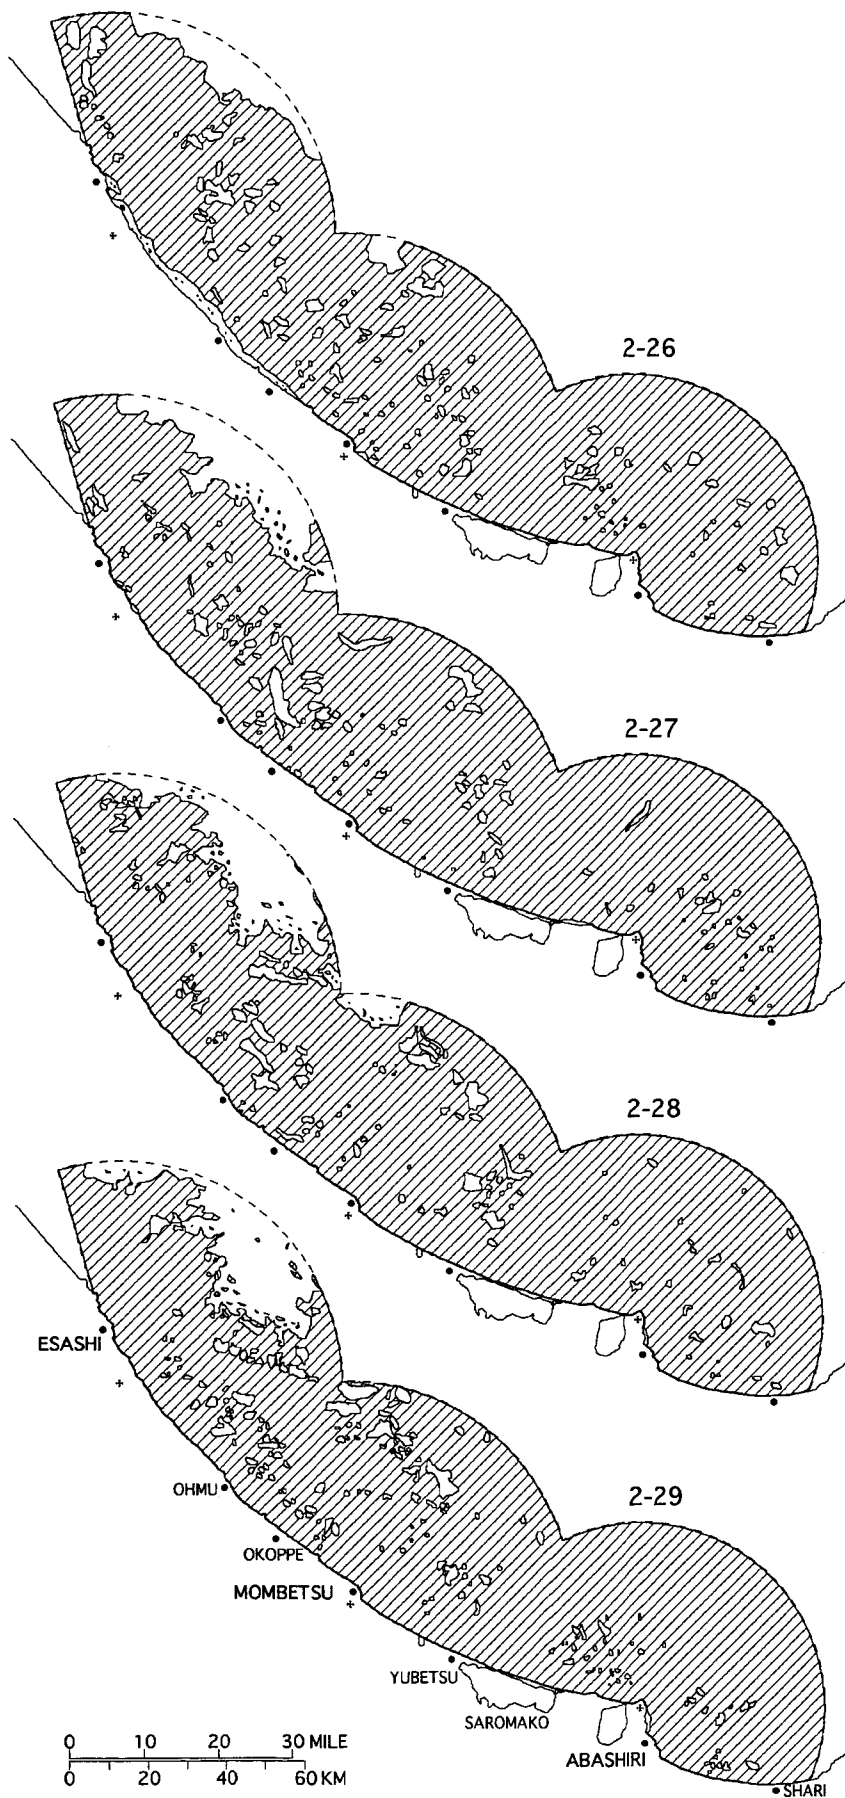 2-26
2-27
2-28
2-29
ESASHI
OHMU
OKOPPE
MOMBETSU
YUBETSU
SAROMAKO
ABASHIRI
SHARI
0 10 20 30 MILE
0 20 40 60 KM